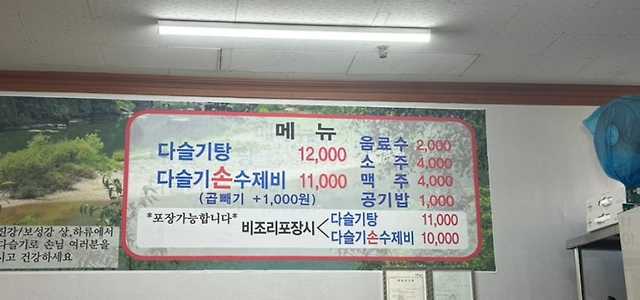 메 뉴
다슬기탕 12,000
다슬기손수제비 11,000
(곱빼기 +1,000원)
음료수 2,000
소 주 4,000
맥 주 4,000
공기밥 1,000
*포장가능합니다*
비조리포장시
다슬기탕 11,000
다슬기손수제비 10,000
강/보성강 상,하류에서
다슬기로 손님 여러분을
시고 건강하세요